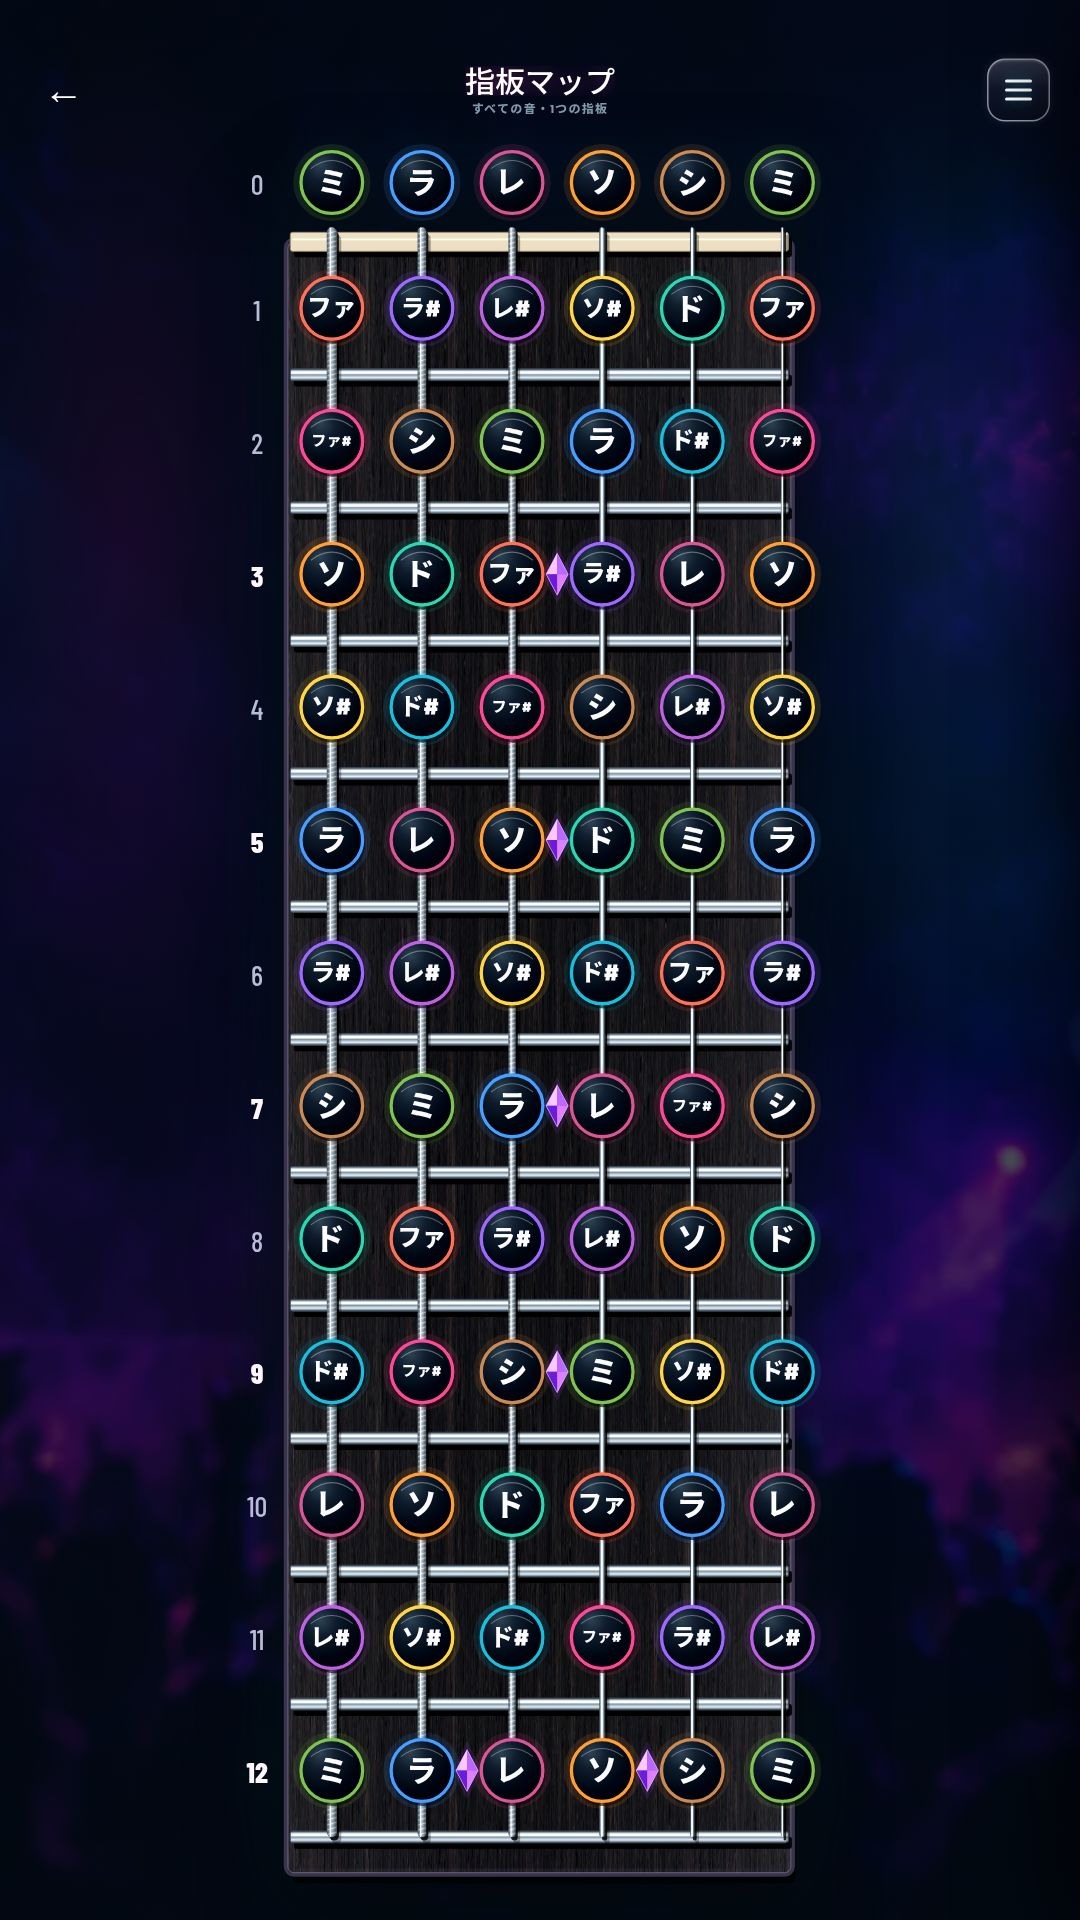 ←
指板マップ
すべての音・1つの指板
0 ミ ラ レ ソ シ ミ
1 ファ ラ# レ# ソ# ド ファ
2 ファ# シ ミ ラ ド# ファ#
3 ソ ド ファ ラ# レ ソ
4 ソ# ド# ファ# シ レ# ソ#
5 ラ レ ソ ド ミ ラ
6 ラ# レ# ソ# ド# ファ ラ#
7 シ ミ ラ レ ファ# シ
8 ド ファ ラ# レ# ソ ド
9 ド# ファ# シ ミ ソ# ド#
10 レ ソ ド ファ ラ レ
11 レ# ソ# ド# ファ# ラ# レ#
12 ミ ラ レ ソ シ ミ